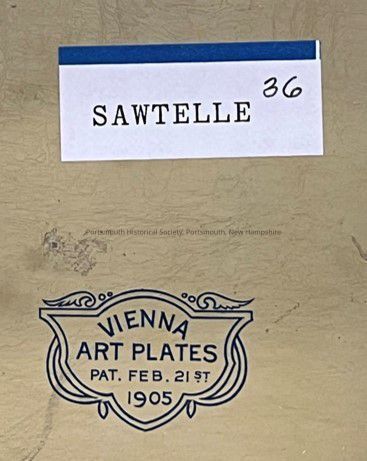 36
SAWTELLE
Portsmouth Historical Society, Portsmouth, New Hampshire
VIENNA
ART PLATES
PAT. FEB. 21ST
1905